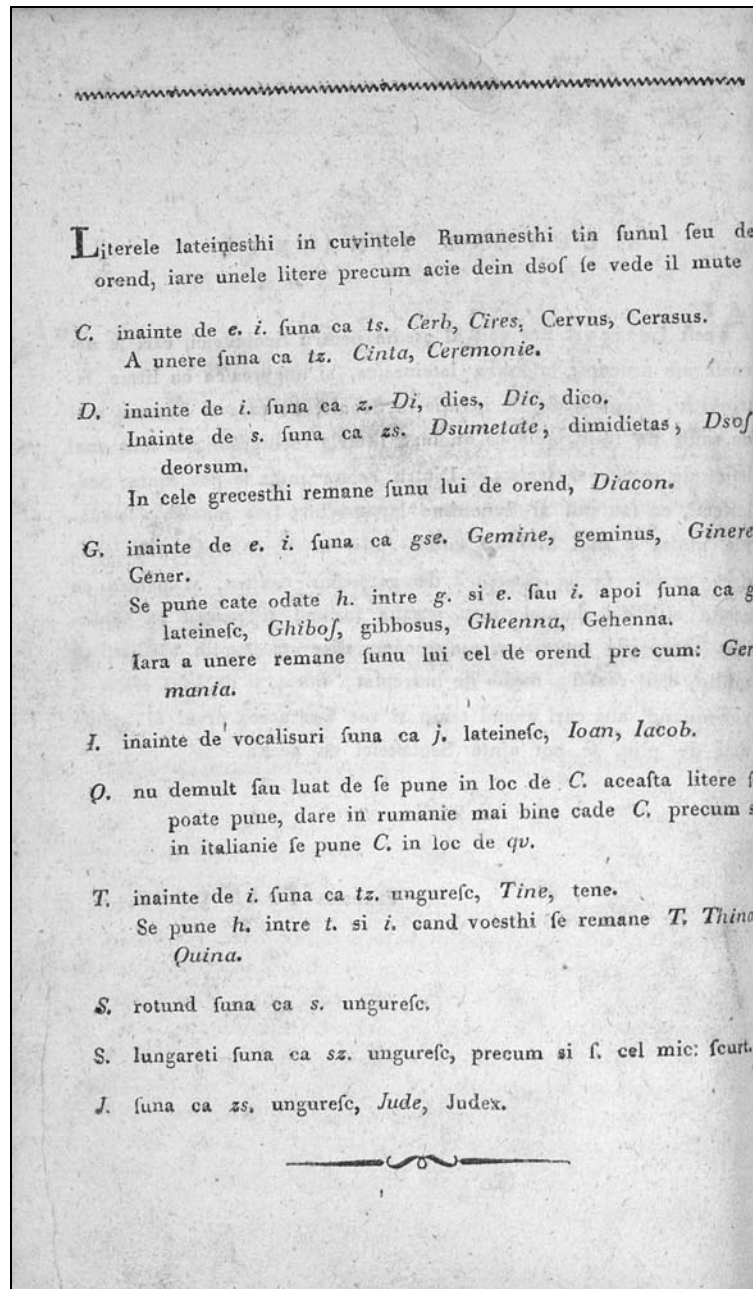 Literele lateinesthi in cuvintele Rumanesthi tin ſunul ſeu de
orend, iare unele litere precum acie dein dsoſ ſe vede il mute
C. inainte de e. i. ſuna ca ts. Cerb, Cires, Cervus, Cerasus.
A unere ſuna ca tz. Cinta, Ceremonie.
D. inainte de i. ſuna ca z. Di, dies, Dic, dico.
Inainte de s. ſuna ca zs. Dsumetate, dimidietas, Dsoſ
deorsum.
In cele grecesthi remane ſunu lui de orend, Diacon.
G. inainte de e. i. ſuna ca gse. Gemine, geminus, Ginere
Gener.
Se pune cate odate h. intre g. si e. ſau i. apoi ſuna ca g
lateineſc, Ghiboſ, gibbosus, Gheenna, Gehenna.
Iara a unere remane ſunu lui cel de orend pre cum: Ger
mania.
I. inainte de vocalisuri ſuna ca j. lateineſc, Ioan, Iacob.
Q. nu demult ſau luat de ſe pune in loc de C. aceaſta litere ſ
poate pune, dare in rumanie mai bine cade C. precum s
in italianie ſe pune C. in loc de qv.
T. inainte de i. ſuna ca tz. ungureſc, Tine, tene.
Se pune h. intre t. si i. cand voesthi ſe remane T. Thina
Quina.
S. rotund ſuna ca s. ungureſc.
S. lungareti ſuna ca sz. ungureſc, precum si ſ. cel mic: ſcurt.
J. ſuna ca zs. ungureſc, Jude, Judex.